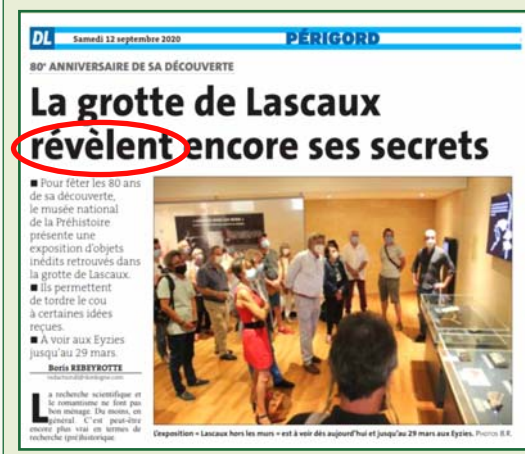 DL Samedi 12 septembre 2020 PÉRIGORD
80e ANNIVERSAIRE DE SA DÉCOUVERTE
La grotte de Lascaux
révèlent encore ses secrets
■ Pour fêter les 80 ans
de sa découverte,
le musée national
de la Préhistoire
présente une
exposition d'objets
inédits retrouvés dans
la grotte de Lascaux.
■ Ils permettent
de tordre le cou
à certaines idées
reçues.
■ A voir aux Eyzies
jusqu'au 29 mars.
Boris REBEYROTTE
La recherche scientifique et
le romantisme ne font pas
bon ménage. Du moins, en
général. C'est peut-être
encore plus vrai en termes de
recherche (pré)historique.
L'exposition « Lascaux hors les murs » est à voir dès aujourd'hui et jusqu'au 29 mars aux Eyzies. PHOTOS B.R.